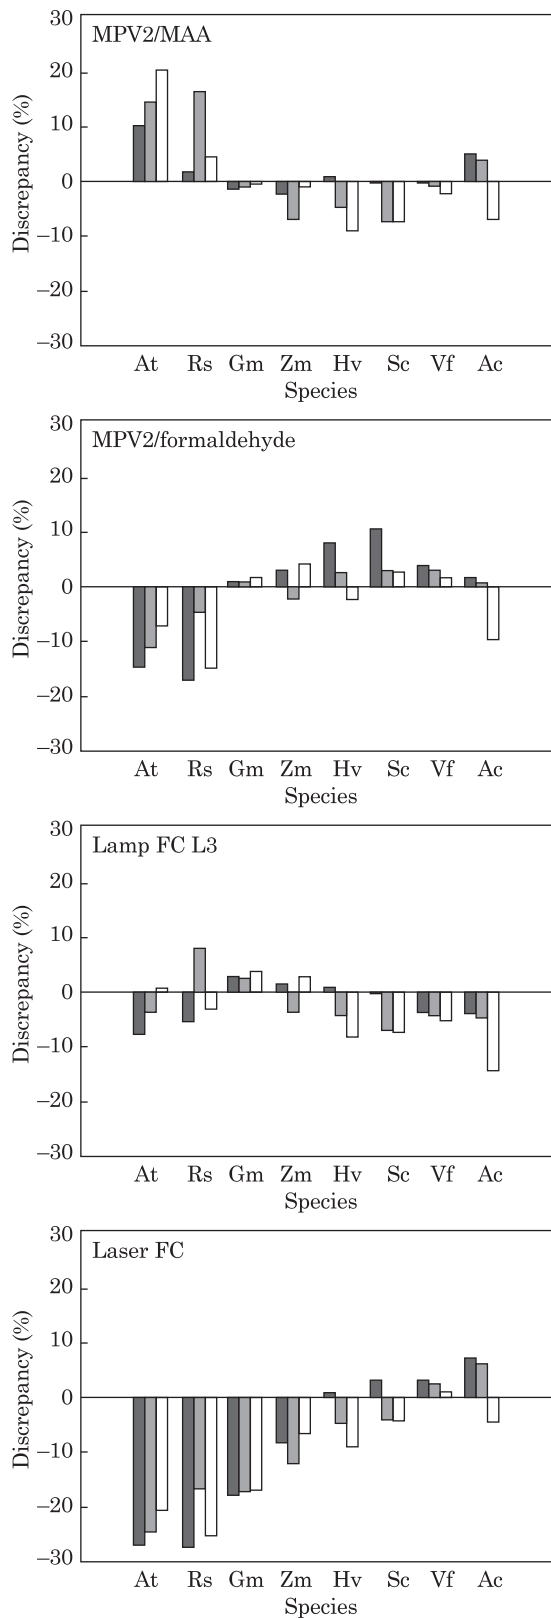 MPV2/MAA
30
20
10
0
–10
–20
–30
Discrepancy (%)
At Rs Gm Zm Hv Sc Vf Ac
Species
MPV2/formaldehyde
30
20
10
0
–10
–20
–30
Discrepancy (%)
At Rs Gm Zm Hv Sc Vf Ac
Species
Lamp FC L3
30
20
10
0
–10
–20
–30
Discrepancy (%)
At Rs Gm Zm Hv Sc Vf Ac
Species
Laser FC
30
20
10
0
–10
–20
–30
Discrepancy (%)
At Rs Gm Zm Hv Sc Vf Ac
Species